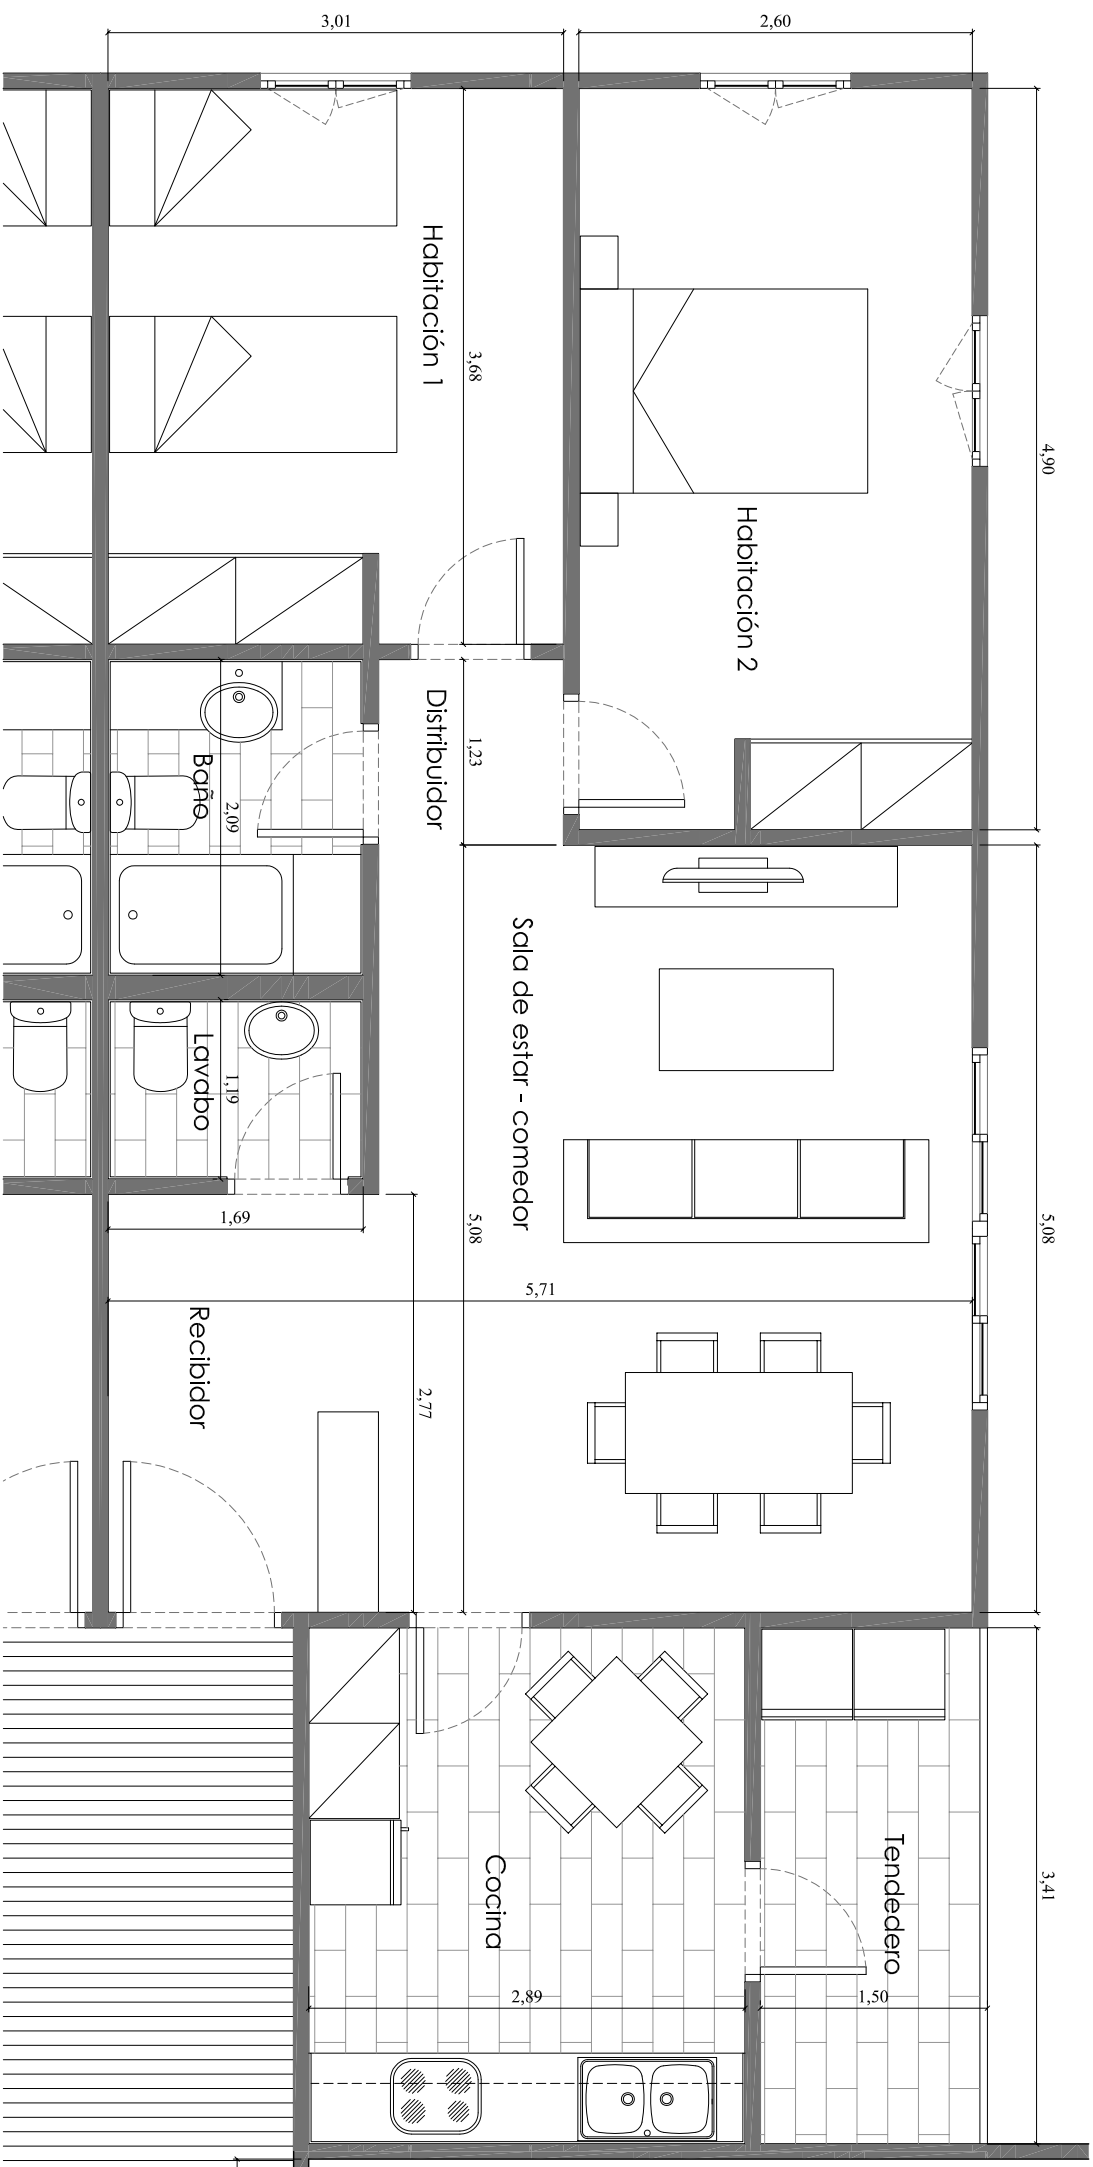 3,01
2,60
Habitación 1
3,68
4,90
Habitación 2
Distribuidor
1,23
Baño
2,09
Sala de estar - comedor
Lavabo
1,19
1,69
5,08
5,08
5,71
Recibidor
2,77
Tendedero
3,41
Cocina
2,89
1,50